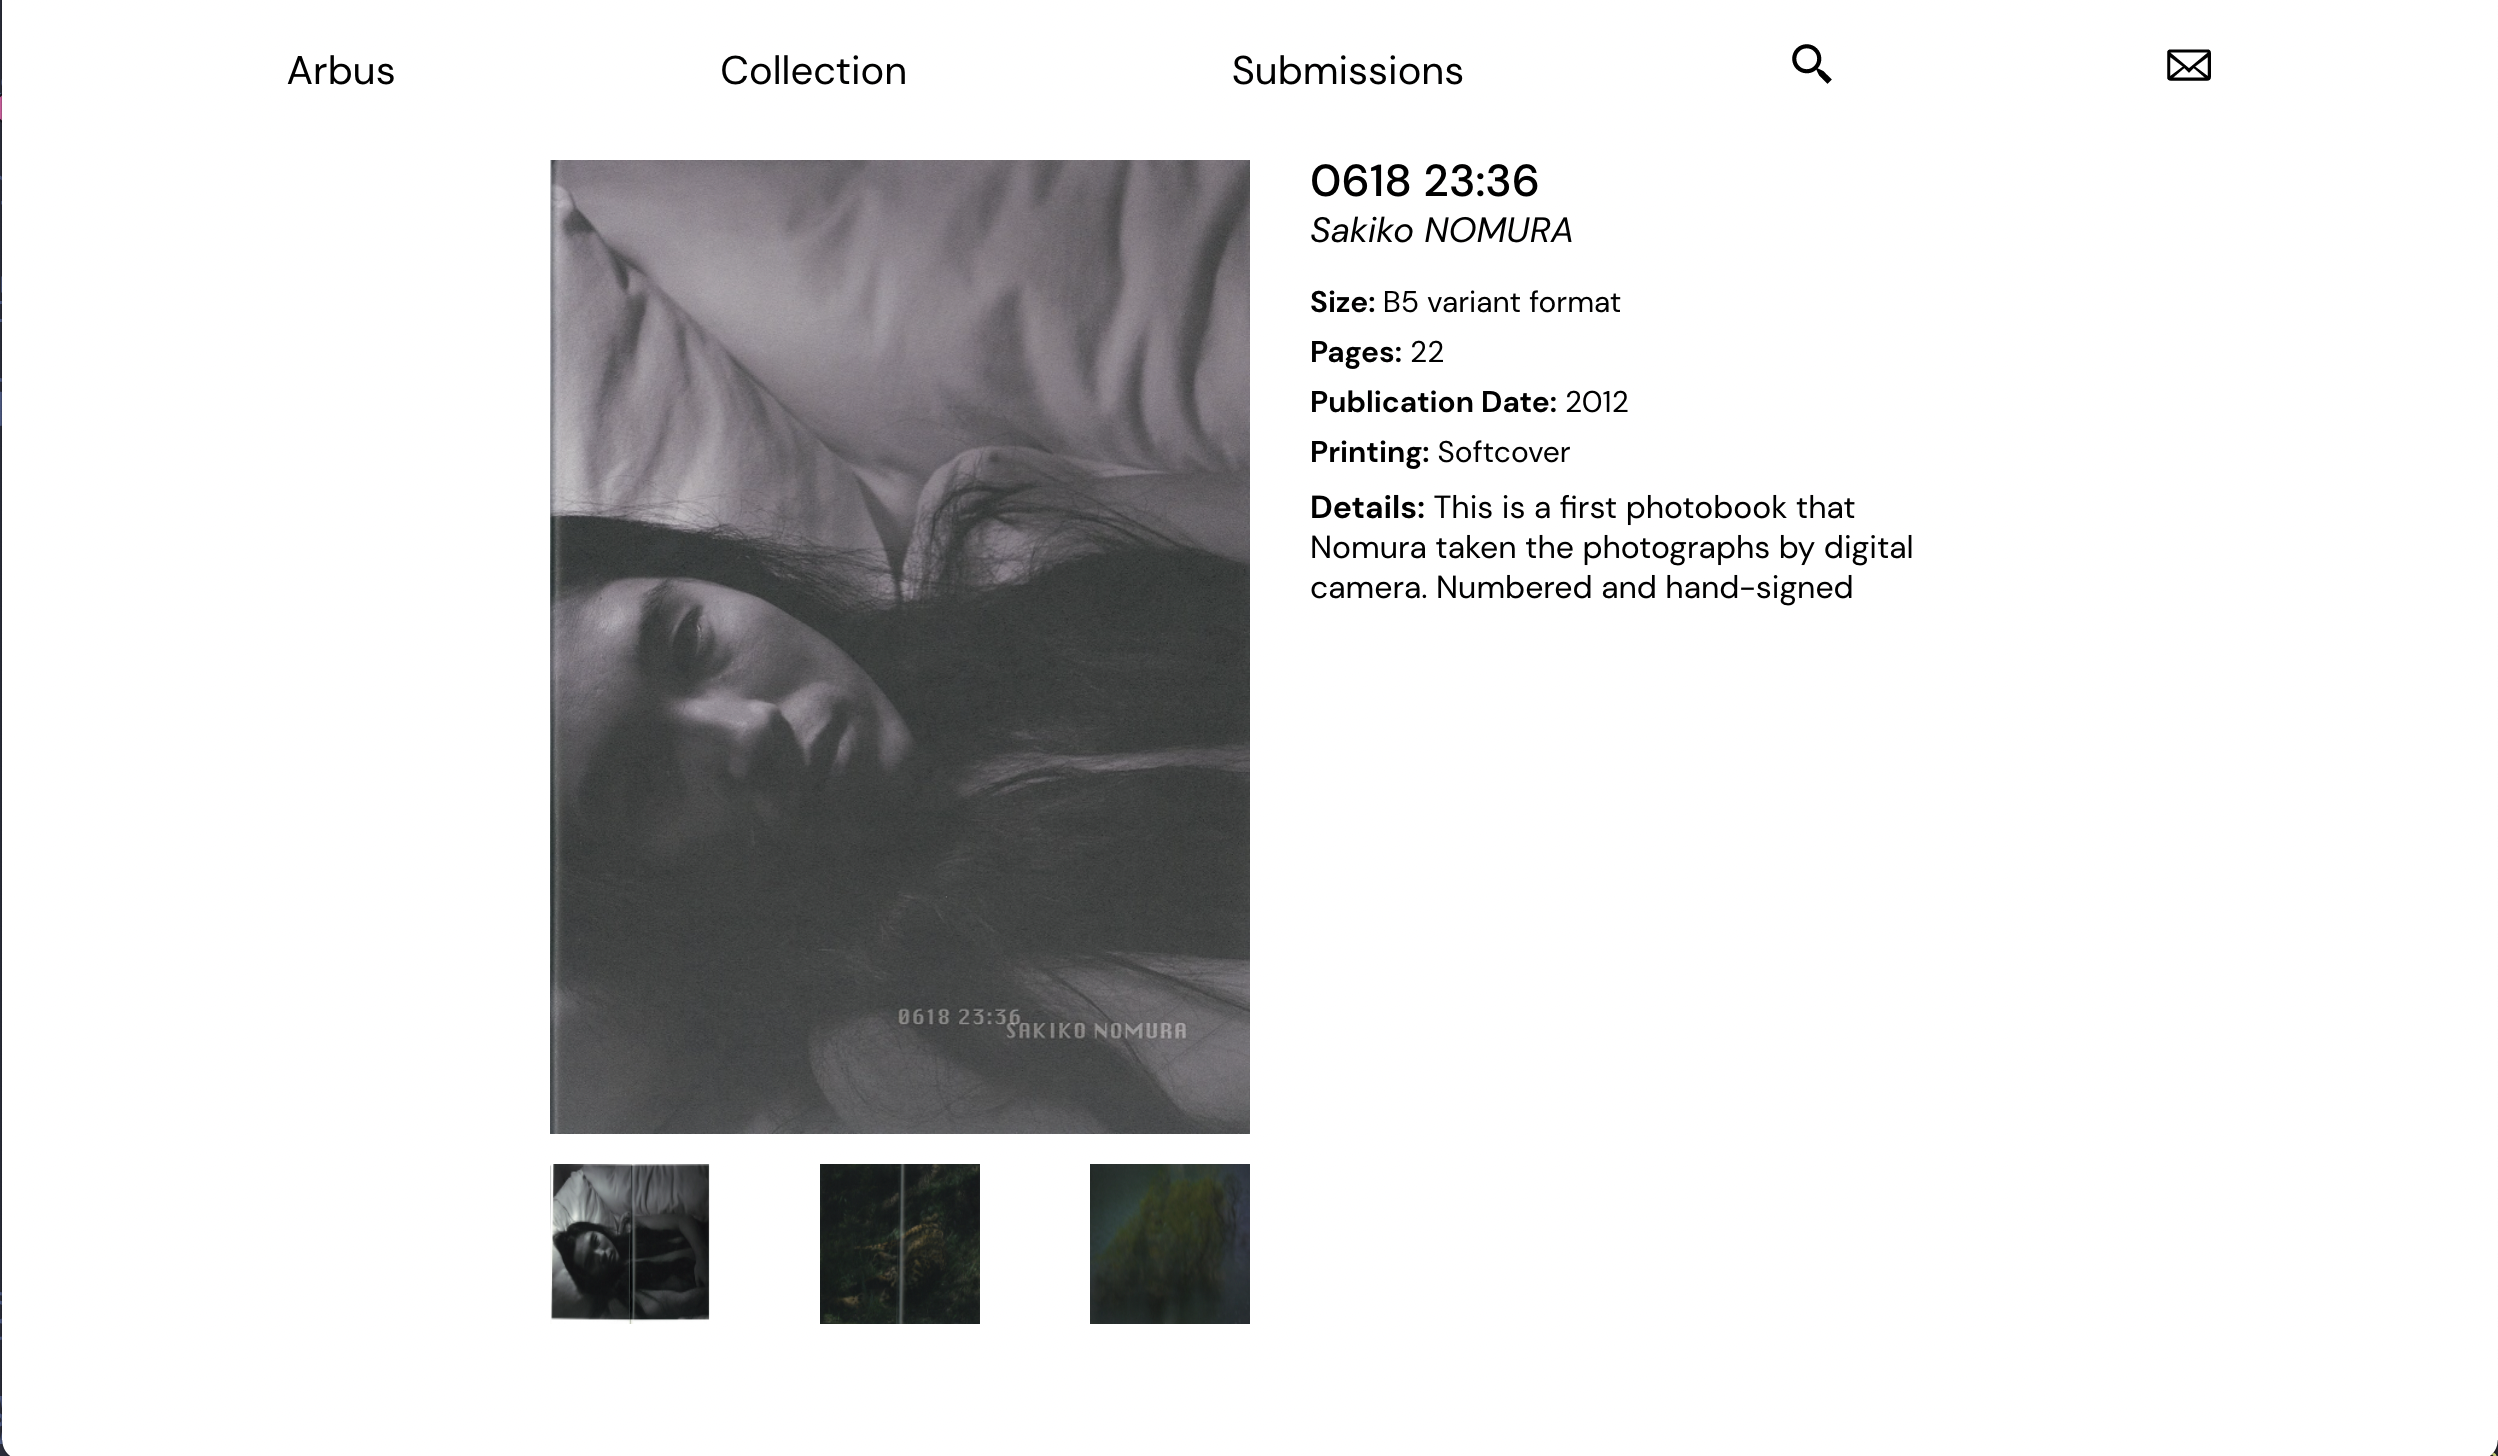 Arbus Collection Submissions
0618 23:36
Sakiko NOMURA
Size: B5 variant format
Pages: 22
Publication Date: 2012
Printing: Softcover
Details: This is a first photobook that
Nomura taken the photographs by digital
camera. Numbered and hand-signed
0618 23:36
SAKIKO NOMURA